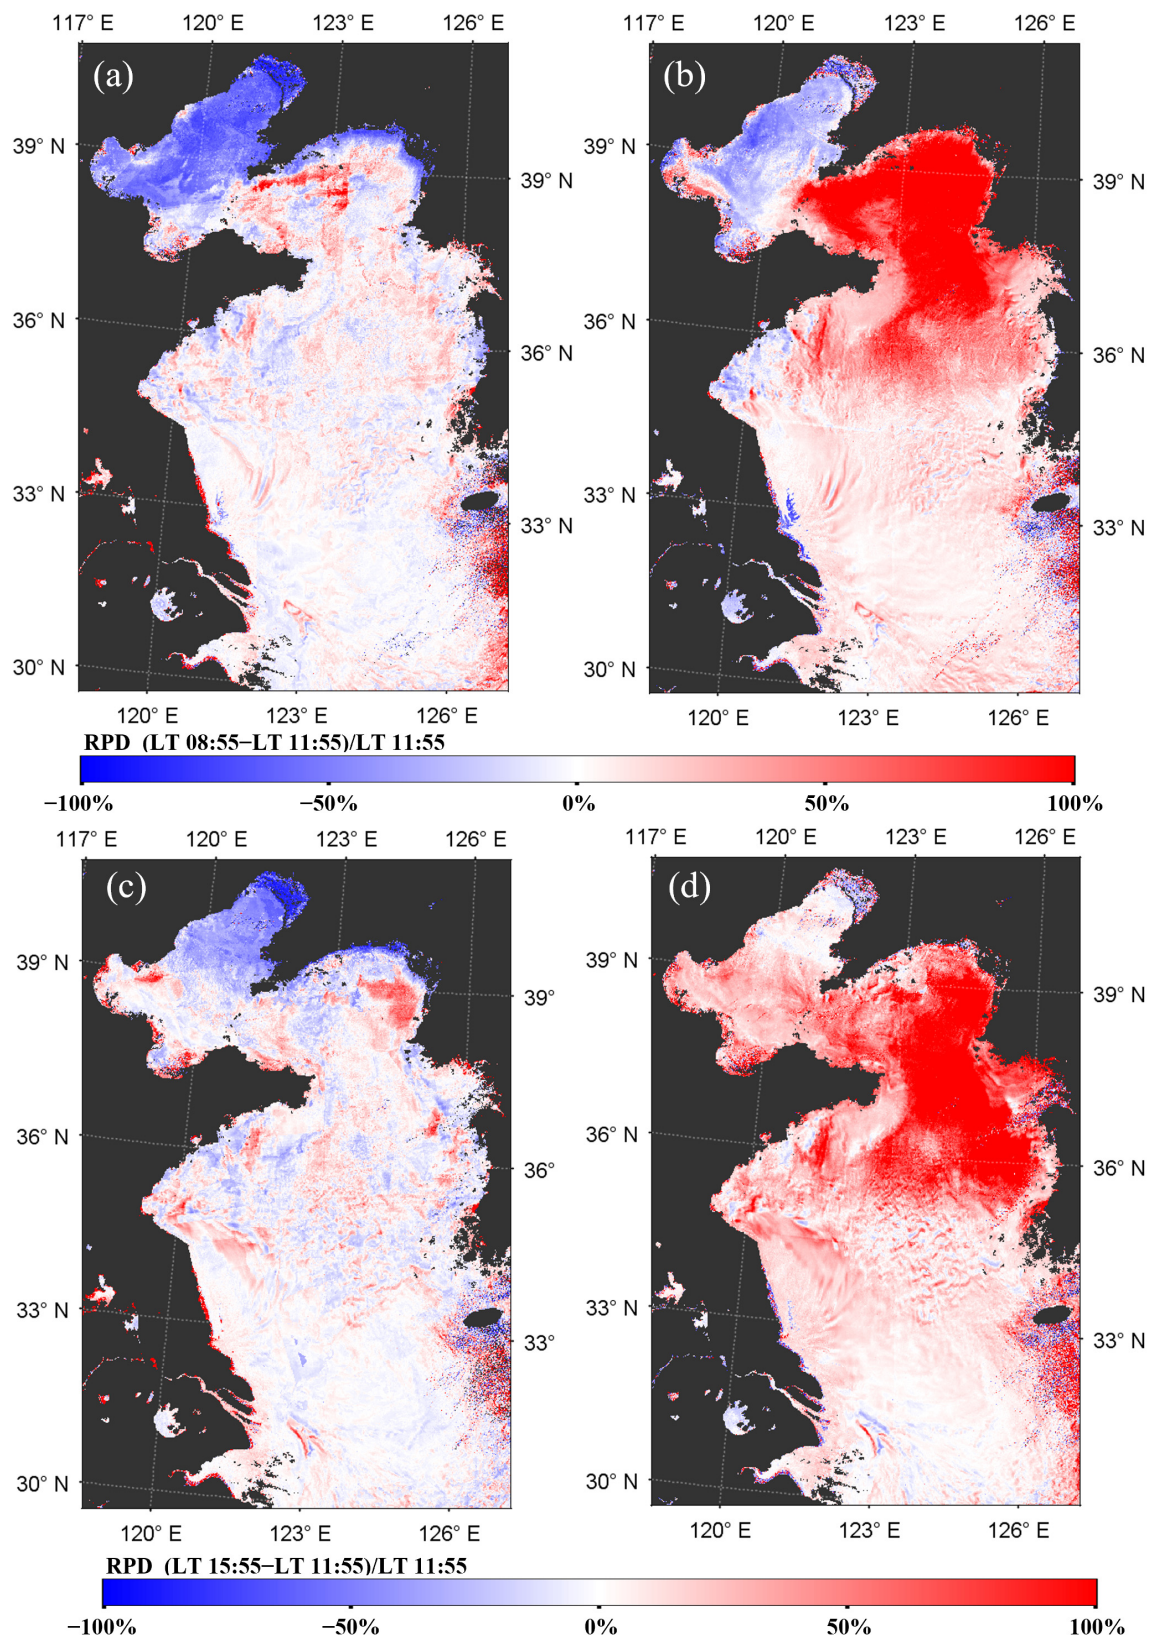 117° E 120° E 123° E 126° E
117° E 120° E 123° E 126° E
(a)
(b)
39° N
39° N
39° N
39° N
36° N
36° N
36° N
36° N
33° N
33° N
33° N
33° N
30° N
30° N
120° E 123° E 126° E
120° E 123° E 126° E
RPD (LT 08:55−LT 11:55)/LT 11:55
−100% −50% 0% 50% 100%
117° E 120° E 123° E 126° E
117° E 120° E 123° E 126° E
(c)
(d)
39° N
39°
39° N
39° N
36° N
36°
36° N
36° N
33° N
33°
33° N
33° N
30° N
30° N
120° E 123° E 126° E
120° E 123° E 126° E
RPD (LT 15:55−LT 11:55)/LT 11:55
−100% −50% 0% 50% 100%